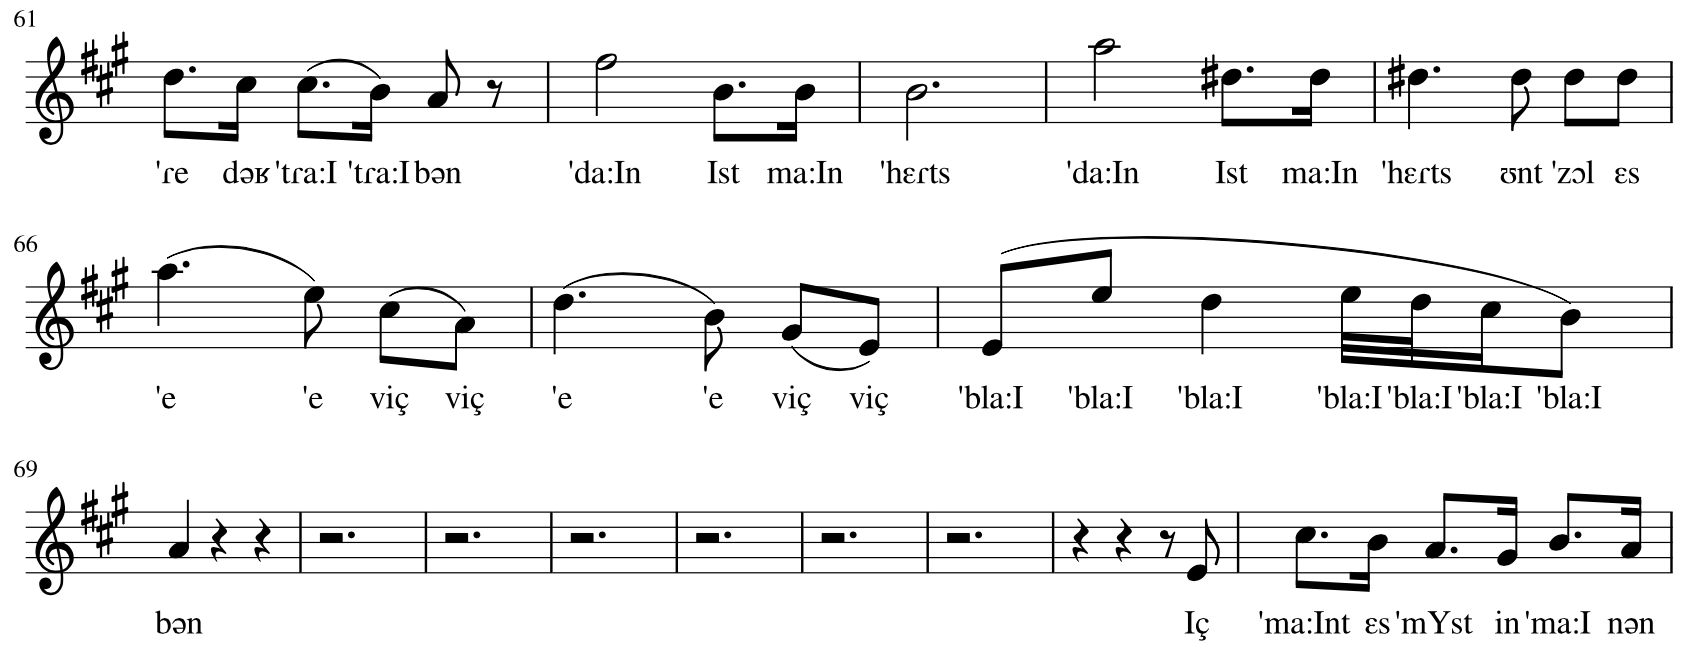 61
'ɾe dəʁ 'tɾa:I 'tɾa:I bən 'da:In Ist ma:In 'hɛɾts 'da:In Ist ma:In 'hɛɾts ʊnt 'zɔl ɛs
66
'e 'e viç viç 'e 'e viç viç 'bla:I 'bla:I 'bla:I 'bla:I 'bla:I 'bla:I 'bla:I
69
bən Iç 'ma:Int ɛs 'mYst in 'ma:I nən